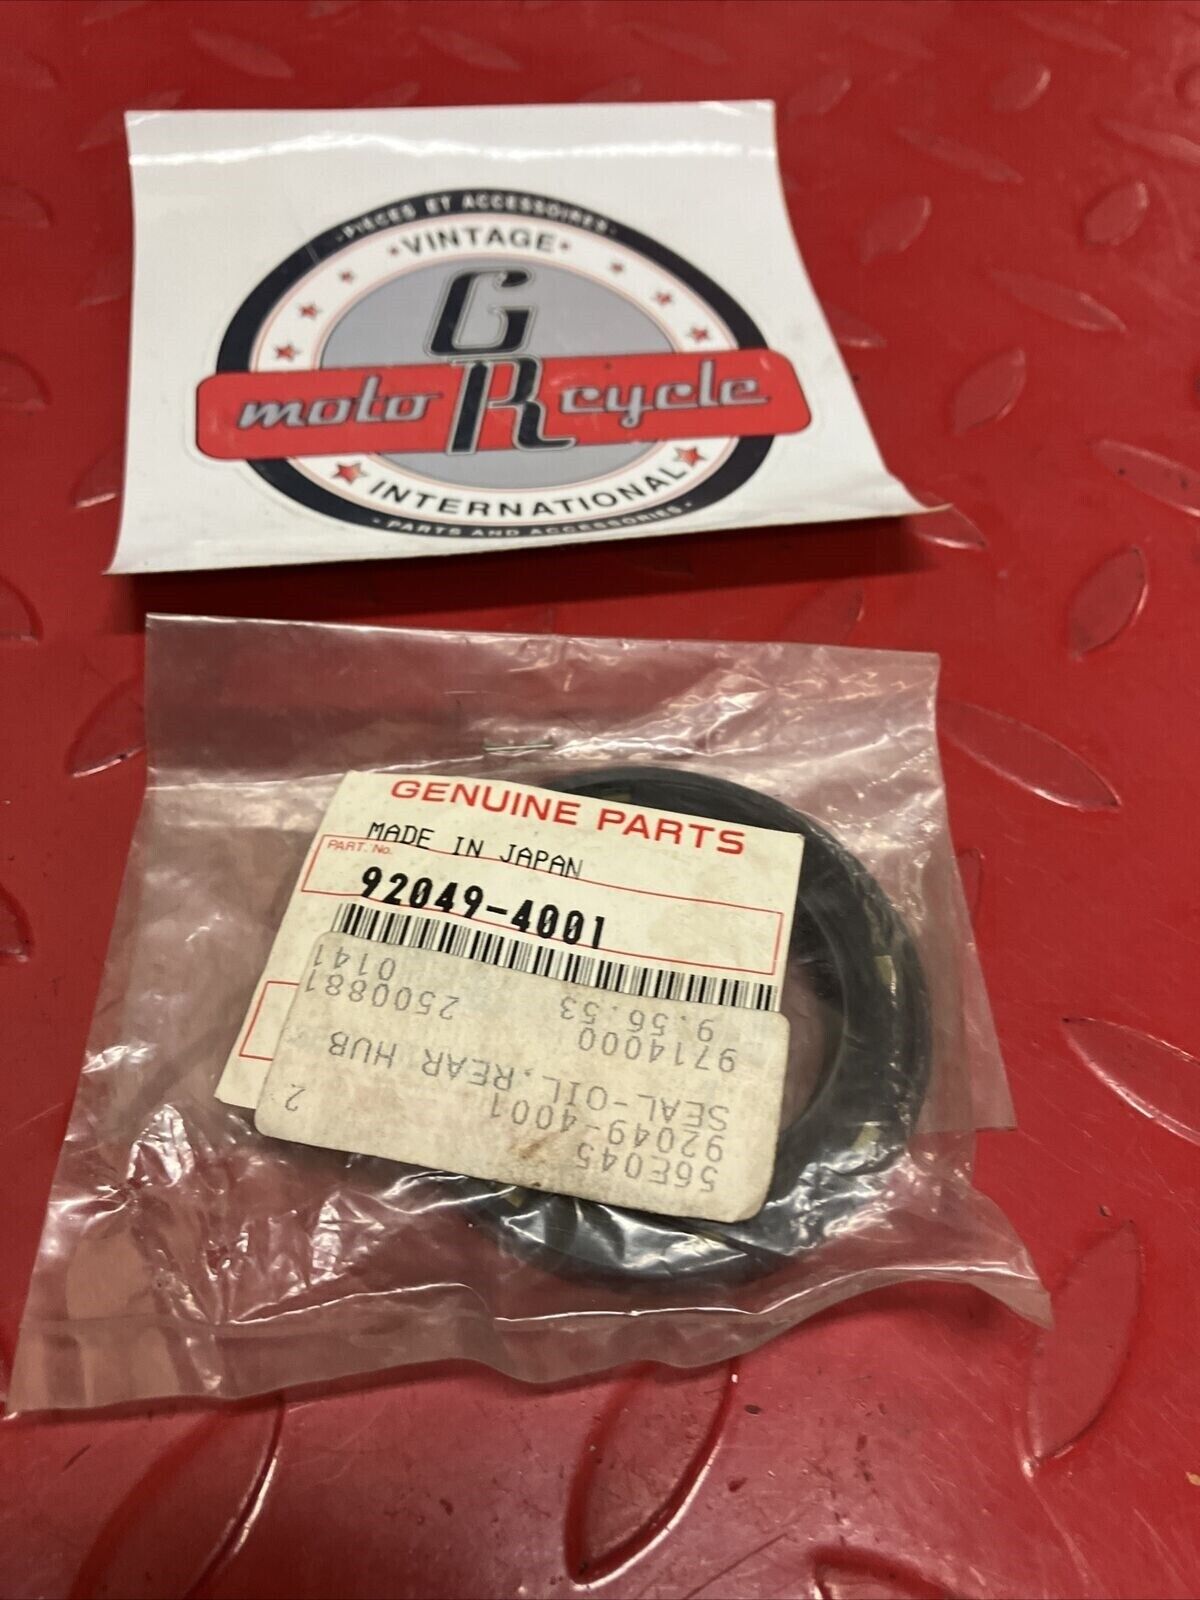 ·PIÈCES ET ACCESSOIRES·
·VINTAGE·
G
moto R cycle
INTERNATIONAL
·PARTS AND ACCESSORIES·
GENUINE PARTS
MADE IN JAPAN
PART. No.
92049-4001
56E045
92049-4001 2
SEAL-OIL,REAR HUB
9714000 2500881
9.56.53 0141